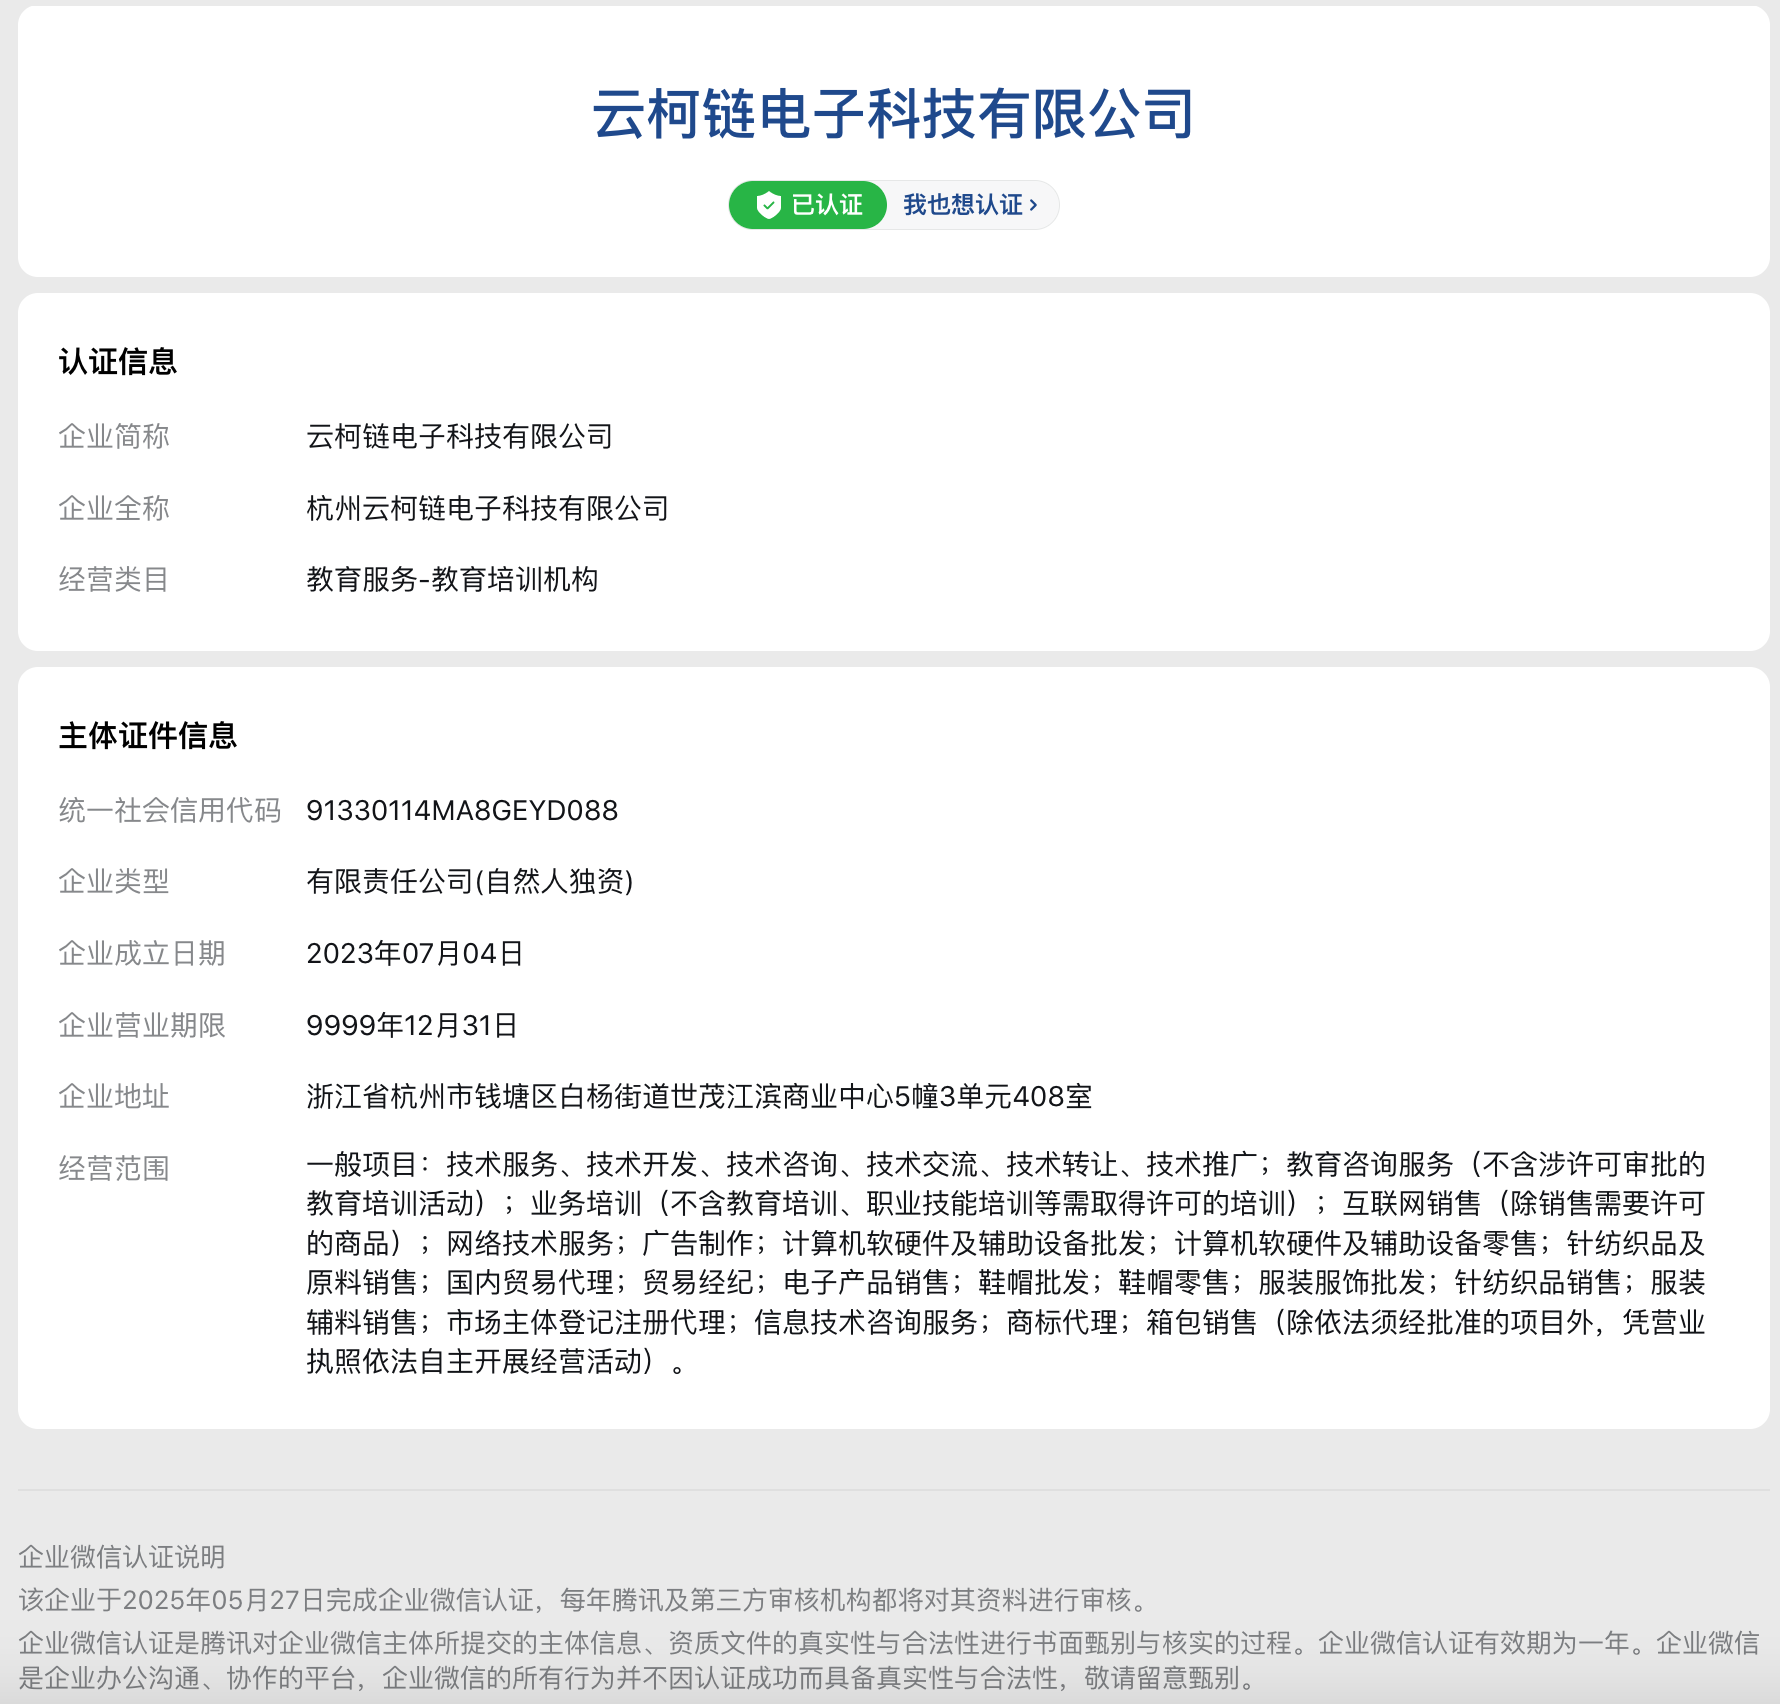 云柯链电子科技有限公司
已认证 我也想认证 ›
认证信息
企业简称 云柯链电子科技有限公司
企业全称 杭州云柯链电子科技有限公司
经营类目 教育服务-教育培训机构
主体证件信息
统一社会信用代码 91330114MA8GEYD088
企业类型 有限责任公司(自然人独资)
企业成立日期 2023年07月04日
企业营业期限 9999年12月31日
企业地址 浙江省杭州市钱塘区白杨街道世茂江滨商业中心5幢3单元408室
经营范围 一般项目：技术服务、技术开发、技术咨询、技术交流、技术转让、技术推广；教育咨询服务（不含涉许可审批的
教育培训活动）；业务培训（不含教育培训、职业技能培训等需取得许可的培训）；互联网销售（除销售需要许可
的商品）；网络技术服务；广告制作；计算机软硬件及辅助设备批发；计算机软硬件及辅助设备零售；针纺织品及
原料销售；国内贸易代理；贸易经纪；电子产品销售；鞋帽批发；鞋帽零售；服装服饰批发；针纺织品销售；服装
辅料销售；市场主体登记注册代理；信息技术咨询服务；商标代理；箱包销售（除依法须经批准的项目外，凭营业
执照依法自主开展经营活动）。
企业微信认证说明
该企业于2025年05月27日完成企业微信认证，每年腾讯及第三方审核机构都将对其资料进行审核。
企业微信认证是腾讯对企业微信主体所提交的主体信息、资质文件的真实性与合法性进行书面甄别与核实的过程。企业微信认证有效期为一年。企业微信
是企业办公沟通、协作的平台，企业微信的所有行为并不因认证成功而具备真实性与合法性，敬请留意甄别。